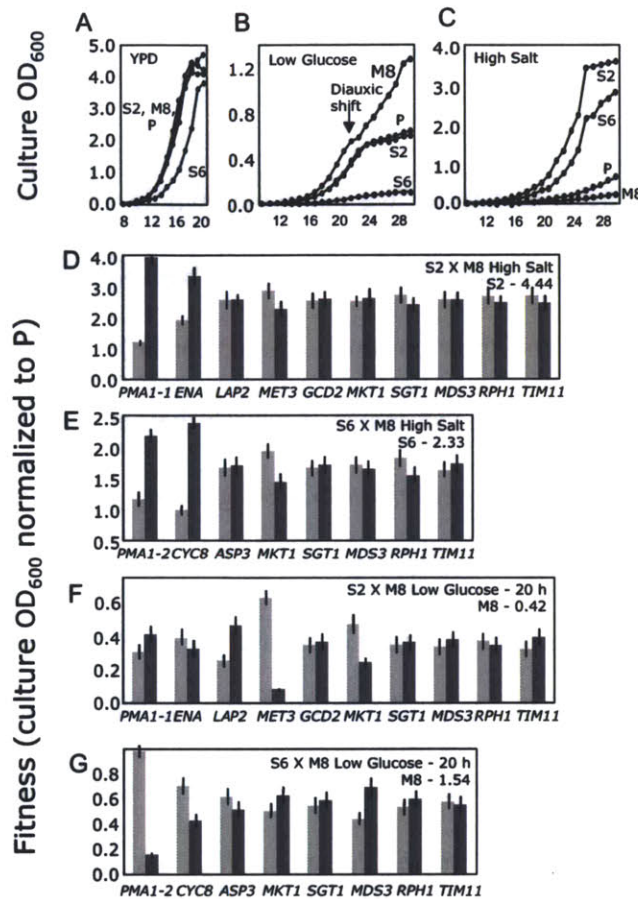 A
B
C
5.0
4.0
3.0
2.0
1.0
0.0
YPD
S2, M8,
P
S6
8 12 16 20
1.2
0.6
0.0
Low Glucose
Diauxic
shift
M8
P
S2
S6
12 16 20 24 28
4.0
3.0
2.0
1.0
0.0
High Salt
S2
S6
P
M8
12 16 20 24 28
Culture OD600
D
4.0
3.0
2.0
1.0
0.0
S2 X M8 High Salt
S2 - 4.44
PMA1-1 ENA LAP2 MET3 GCD2 MKT1 SGT1 MDS3 RPH1 TIM11
E
2.5
2.0
1.5
1.0
0.5
S6 X M8 High Salt
S6 - 2.33
PMA1-2 CYC8 ASP3 MKT1 SGT1 MDS3 RPH1 TIM11
F
0.6
0.4
0.2
0.0
S2 X M8 Low Glucose - 20 h
M8 - 0.42
PMA1-1 ENA LAP2 MET3 GCD2 MKT1 SGT1 MDS3 RPH1 TIM11
G
0.8
0.6
0.4
0.2
0.0
S6 X M8 Low Glucose - 20 h
M8 - 1.54
PMA1-2 CYC8 ASP3 MKT1 SGT1 MDS3 RPH1 TIM11
Fitness (culture OD600 normalized to P)